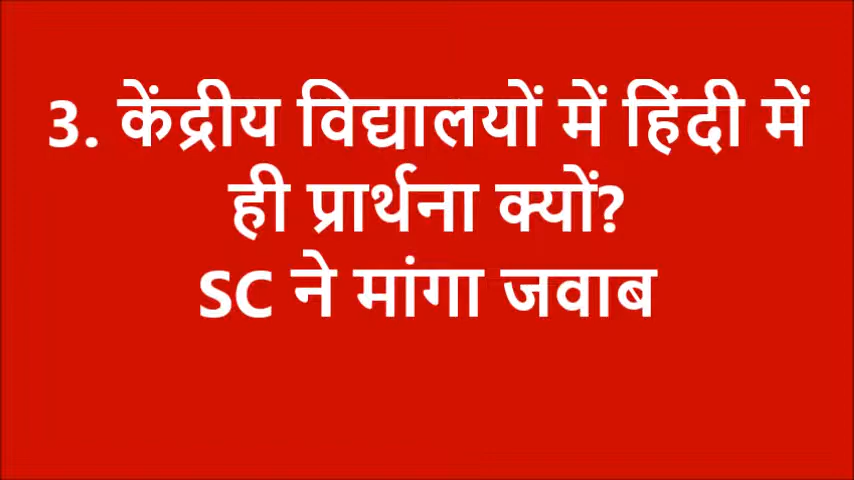 3. केंद्रीय विद्यालयों में हिंदी में
ही प्रार्थना क्यों?
SC ने मांगा जवाब